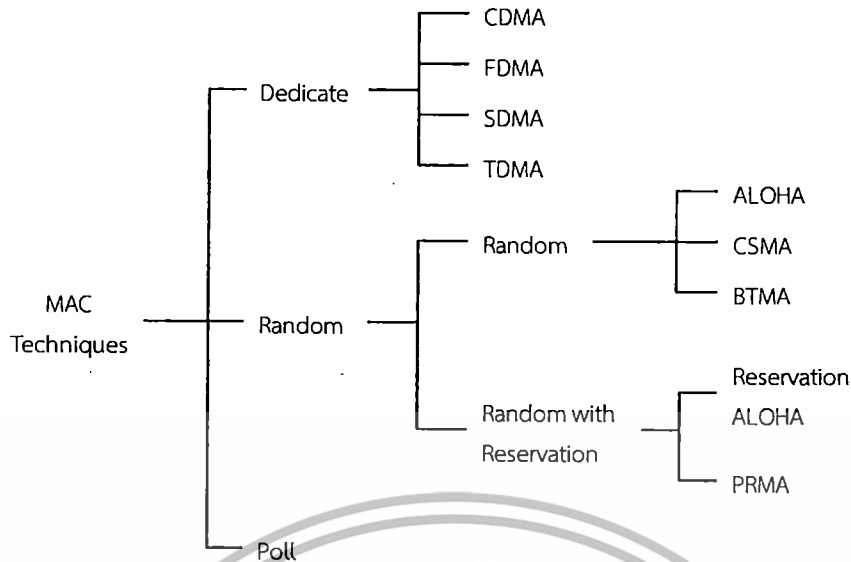 CDMA
Dedicate
FDMA
SDMA
TDMA
ALOHA
Random
CSMA
BTMA
MAC
Techniques
Random
Reservation
ALOHA
Random with
Reservation
PRMA
Poll